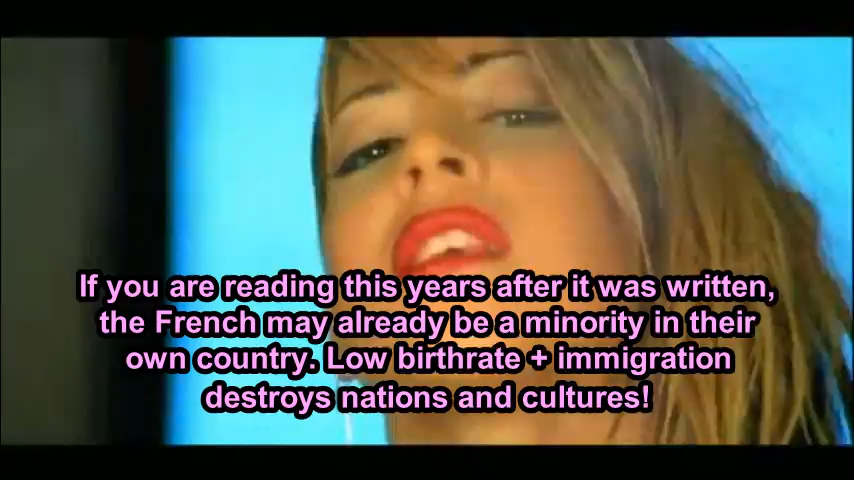 If you are reading this years after it was written,
the French may already be a minority in their
own country. Low birthrate + immigration
destroys nations and cultures!